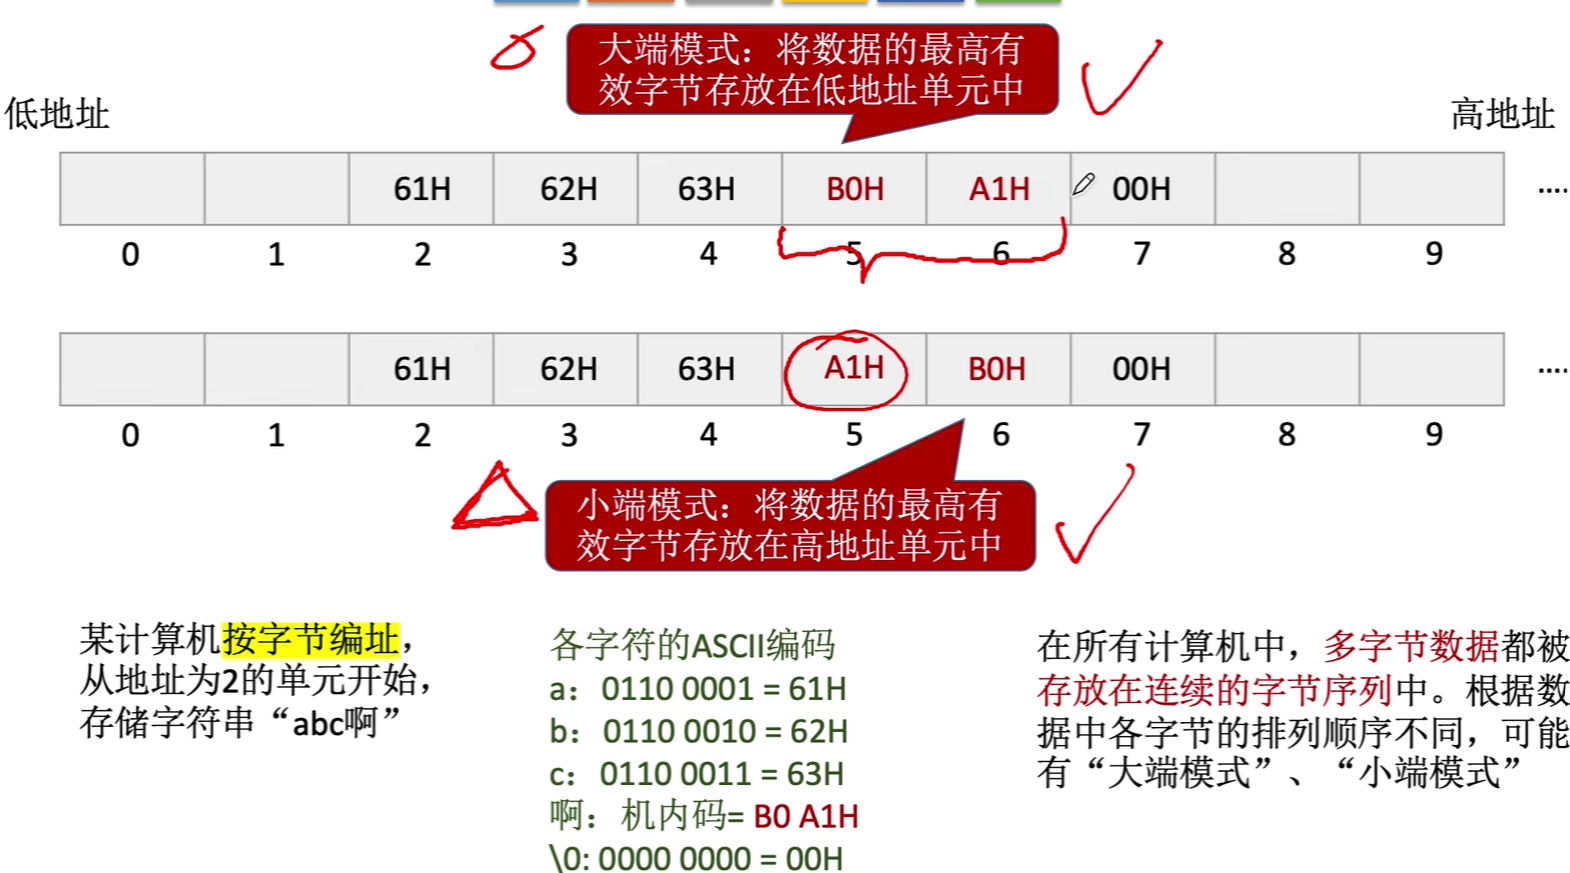 大端模式：将数据的最高有
效字节存放在低地址单元中
低地址
高地址
61H 62H 63H B0H A1H 00H ....
0 1 2 3 4 5 6 7 8 9
61H 62H 63H A1H B0H 00H ....
0 1 2 3 4 5 6 7 8 9
小端模式：将数据的最高有
效字节存放在高地址单元中
某计算机按字节编址，
从地址为2的单元开始，
存储字符串“abc啊”
各字符的ASCII编码
a：0110 0001 = 61H
b：0110 0010 = 62H
c：0110 0011 = 63H
啊：机内码= B0 A1H
\0: 0000 0000 = 00H
在所有计算机中，多字节数据都被
存放在连续的字节序列中。根据数
据中各字节的排列顺序不同，可能
有“大端模式”、“小端模式”